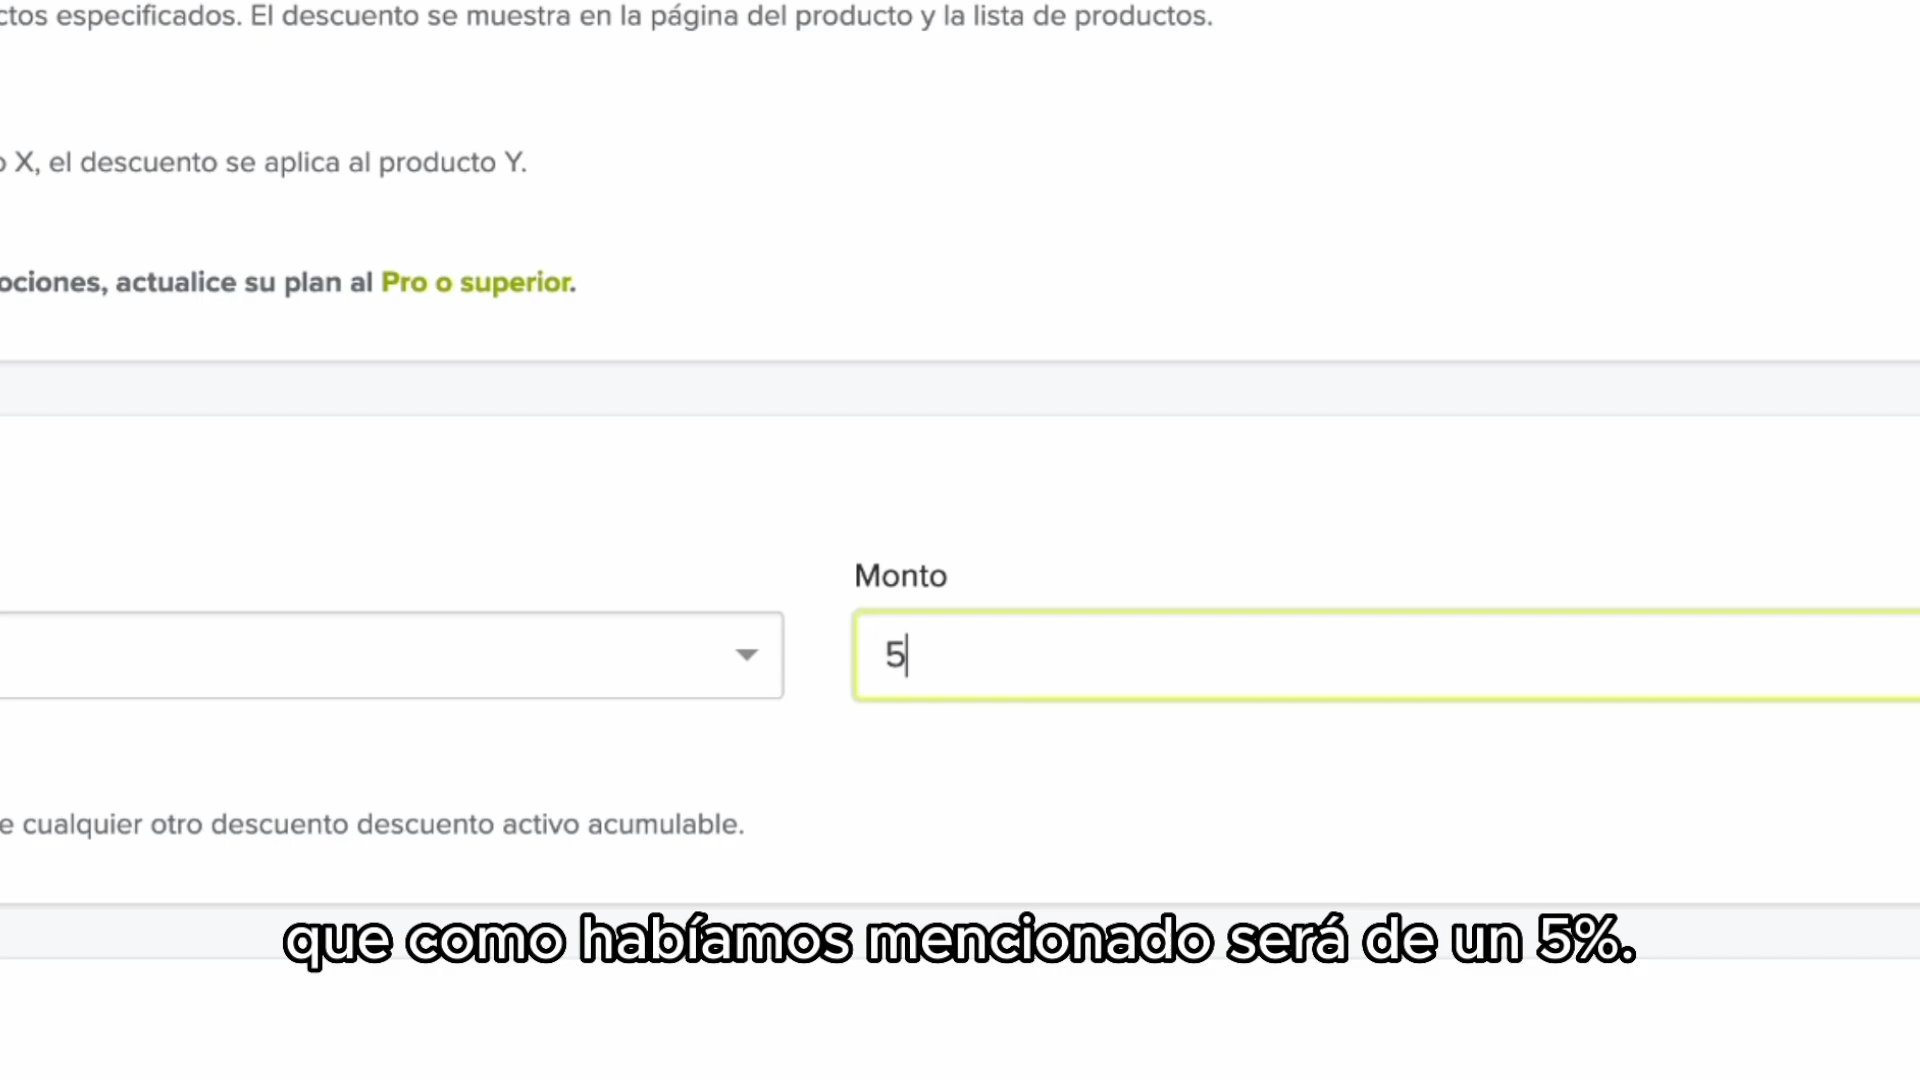 especificados. El descuento se muestra en la página del producto y la lista de productos.
X, el descuento se aplica al producto Y.
actualice su plan al Pro o superior.
Monto
5
cualquier otro descuento descuento activo acumulable.
que como habíamos mencionado será de un 5%.